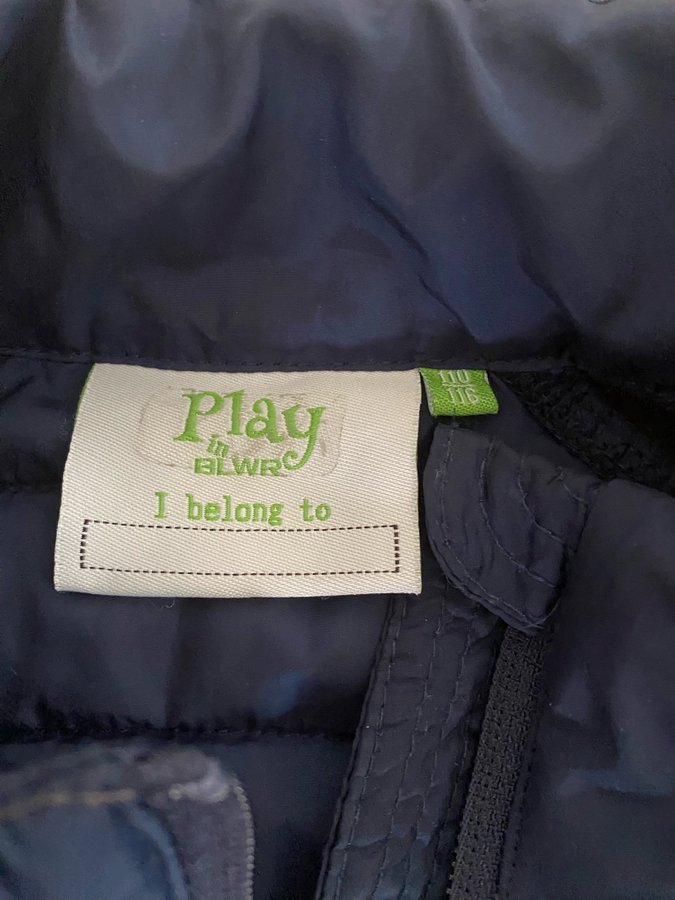 Play
in
BLWR
I belong to
110
116